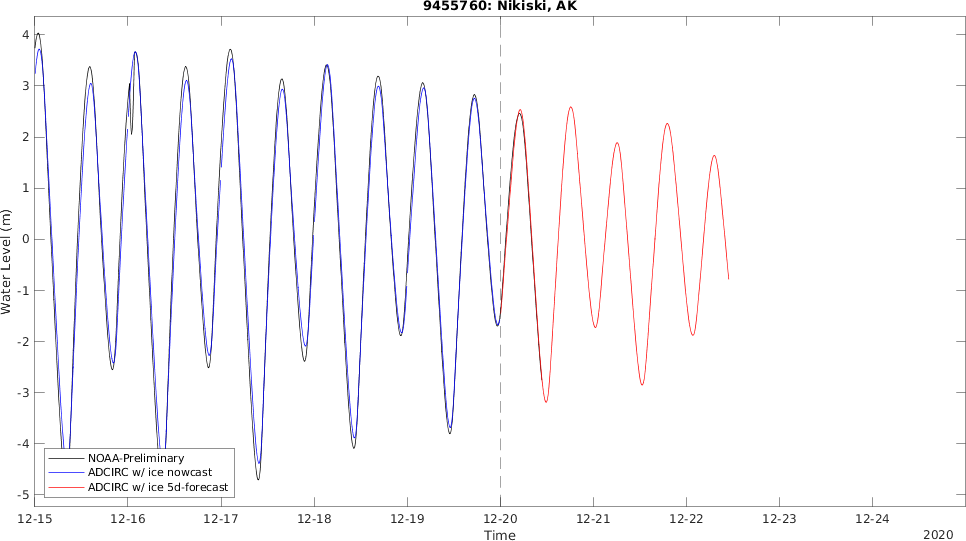 9455760: Nikiski, AK
Water Level (m)
4
3
2
1
0
-1
-2
-3
-4
-5
NOAA-Preliminary
ADCIRC w/ ice nowcast
ADCIRC w/ ice 5d-forecast
12-15 12-16 12-17 12-18 12-19 12-20 12-21 12-22 12-23 12-24
Time
2020